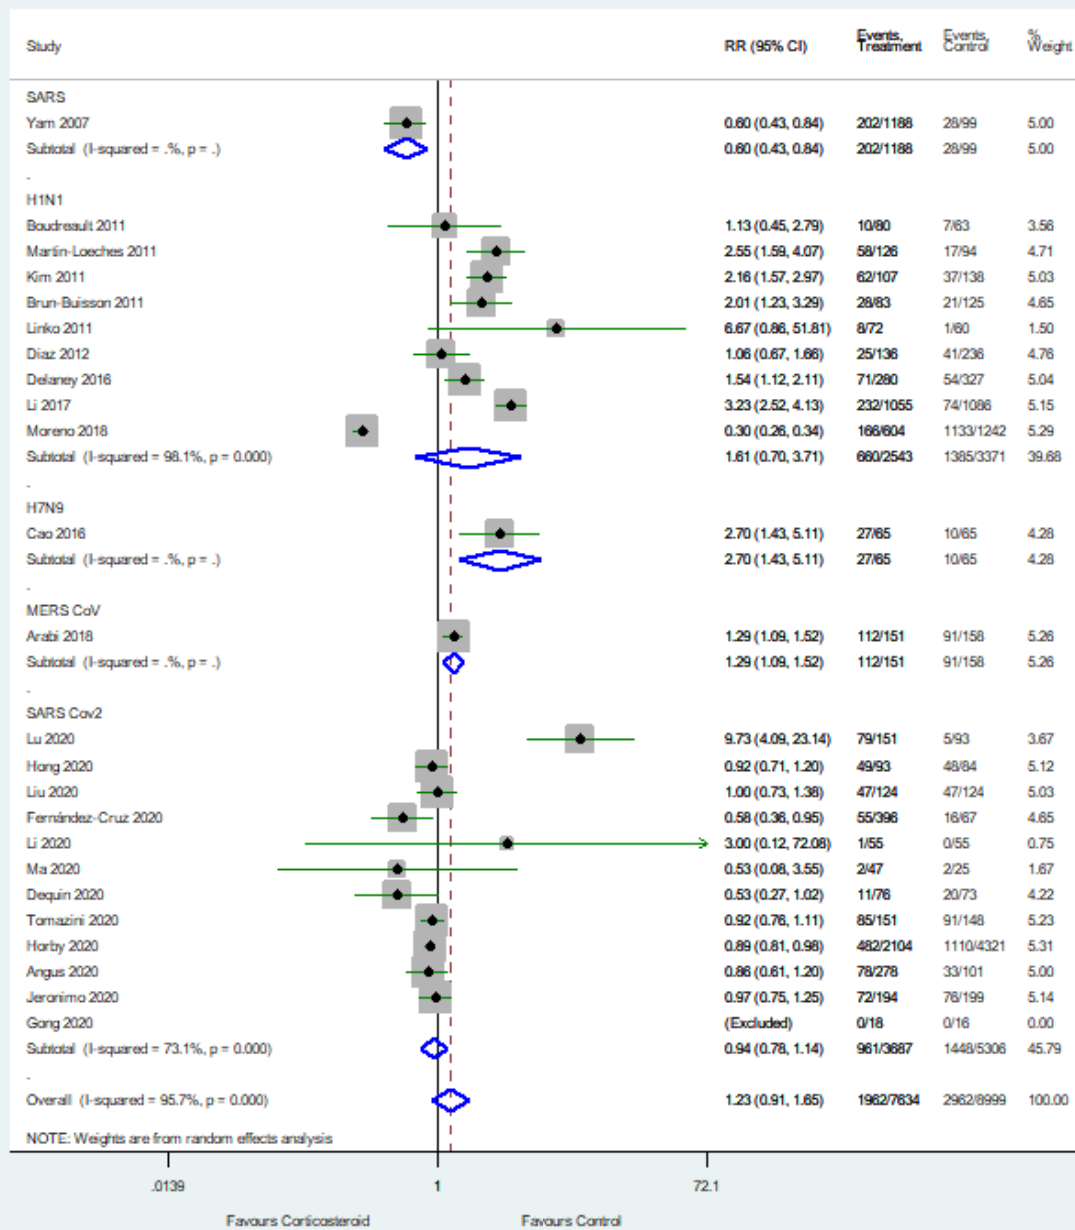 Study RR (95% CI) Events, Treatment Events, Control % Weight
SARS
Yam 2007 0.60 (0.43, 0.84) 202/1188 28/99 5.00
Subtotal (I-squared = .%, p = .) 0.60 (0.43, 0.84) 202/1188 28/99 5.00
.
H1N1
Boudreault 2011 1.13 (0.45, 2.79) 10/80 7/63 3.56
Martin-Loeches 2011 2.55 (1.59, 4.07) 58/126 17/94 4.71
Kim 2011 2.16 (1.57, 2.97) 62/107 37/138 5.03
Brun-Buisson 2011 2.01 (1.23, 3.29) 28/83 21/125 4.65
Linko 2011 6.67 (0.86, 51.81) 8/72 1/60 1.50
Diaz 2012 1.06 (0.67, 1.66) 25/136 41/236 4.76
Delaney 2016 1.54 (1.12, 2.11) 71/280 54/327 5.04
Li 2017 3.23 (2.52, 4.13) 232/1055 74/1086 5.15
Moreno 2018 0.30 (0.26, 0.34) 166/604 1133/1242 5.29
Subtotal (I-squared = 98.1%, p = 0.000) 1.61 (0.70, 3.71) 660/2543 1385/3371 39.68
.
H7N9
Cao 2016 2.70 (1.43, 5.11) 27/65 10/65 4.28
Subtotal (I-squared = .%, p = .) 2.70 (1.43, 5.11) 27/65 10/65 4.28
.
MERS CoV
Arabi 2018 1.29 (1.09, 1.52) 112/151 91/158 5.26
Subtotal (I-squared = .%, p = .) 1.29 (1.09, 1.52) 112/151 91/158 5.26
.
SARS Cov2
Lu 2020 9.73 (4.09, 23.14) 79/151 5/93 3.67
Hong 2020 0.92 (0.71, 1.20) 49/93 48/84 5.12
Liu 2020 1.00 (0.73, 1.38) 47/124 47/124 5.03
Fernández-Cruz 2020 0.58 (0.36, 0.95) 55/396 16/67 4.65
Li 2020 3.00 (0.12, 72.08) 1/55 0/55 0.75
Ma 2020 0.53 (0.08, 3.55) 2/47 2/25 1.67
Dequin 2020 0.53 (0.27, 1.02) 11/76 20/73 4.22
Tomazini 2020 0.92 (0.76, 1.11) 85/151 91/148 5.23
Horby 2020 0.89 (0.81, 0.98) 482/2104 1110/4321 5.31
Angus 2020 0.86 (0.61, 1.20) 78/278 33/101 5.00
Jeronimo 2020 0.97 (0.75, 1.25) 72/194 76/199 5.14
Gong 2020 (Excluded) 0/18 0/16 0.00
Subtotal (I-squared = 73.1%, p = 0.000) 0.94 (0.78, 1.14) 961/3687 1448/5306 45.79
.
Overall (I-squared = 95.7%, p = 0.000) 1.23 (0.91, 1.65) 1962/7634 2962/8999 100.00
NOTE: Weights are from random effects analysis
.0139 1 72.1
Favours Corticosteroid Favours Control